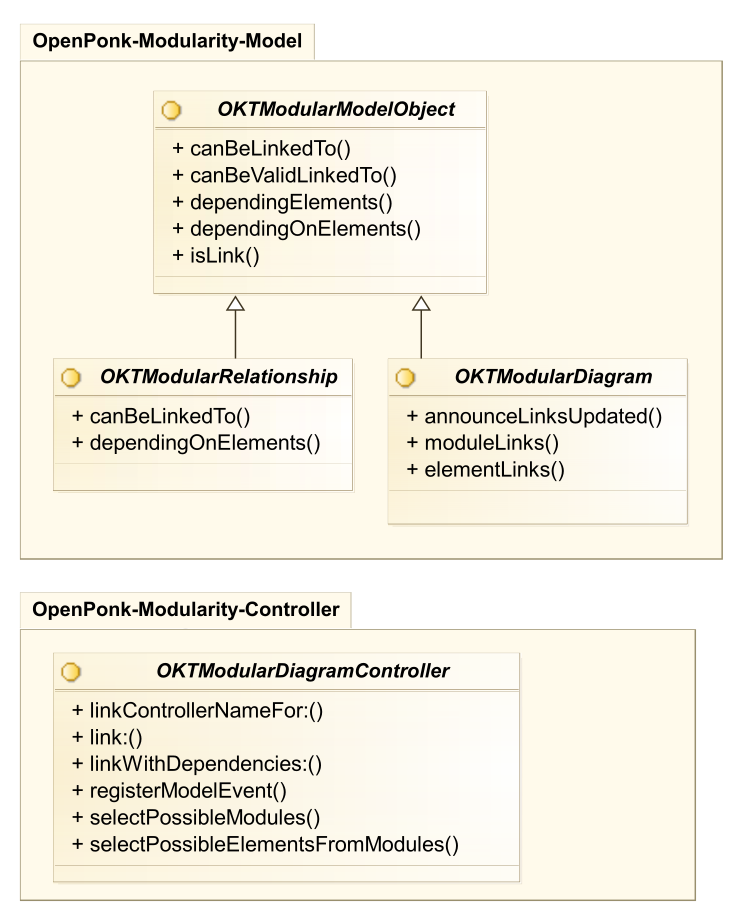 OpenPonk-Modularity-Model
OKTModularModelObject
+ canBeLinkedTo()
+ canBeValidLinkedTo()
+ dependingElements()
+ dependingOnElements()
+ isLink()
OKTModularRelationship
+ canBeLinkedTo()
+ dependingOnElements()
OKTModularDiagram
+ announceLinksUpdated()
+ moduleLinks()
+ elementLinks()
OpenPonk-Modularity-Controller
OKTModularDiagramController
+ linkControllerNameFor:()
+ link:()
+ linkWithDependencies:()
+ registerModelEvent()
+ selectPossibleModules()
+ selectPossibleElementsFromModules()